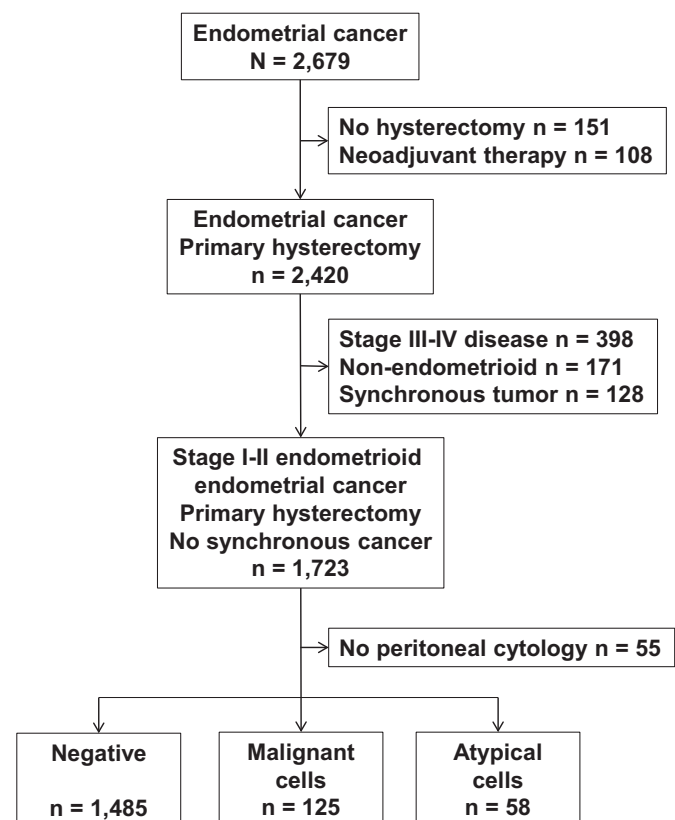 Endometrial cancer
N = 2,679
No hysterectomy n = 151
Neoadjuvant therapy n = 108
Endometrial cancer
Primary hysterectomy
n = 2,420
Stage III-IV disease n = 398
Non-endometrioid n = 171
Synchronous tumor n = 128
Stage I-II endometrioid
endometrial cancer
Primary hysterectomy
No synchronous cancer
n = 1,723
No peritoneal cytology n = 55
Negative
n = 1,485
Malignant
cells
n = 125
Atypical
cells
n = 58